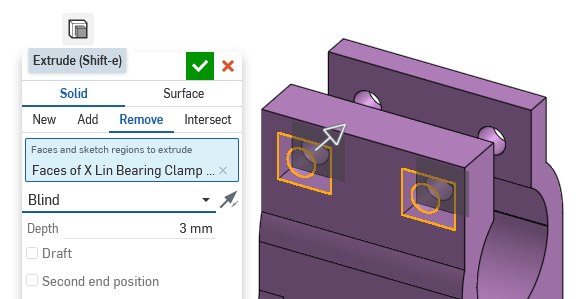 Extrude (Shift-e)
Solid Surface
New Add Remove Intersect
Faces and sketch regions to extrude
Faces of X Lin Bearing Clamp ... ×
Blind
Depth 3 mm
Draft
Second end position